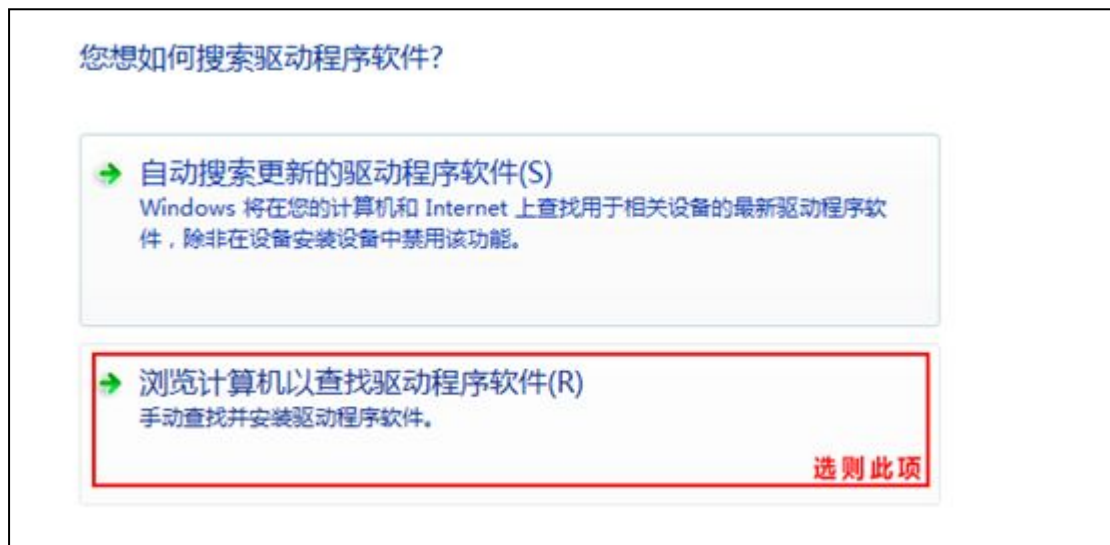 您想如何搜索驱动程序软件?
自动搜索更新的驱动程序软件(S)
Windows 将在您的计算机和 Internet 上查找用于相关设备的最新驱动程序软
件，除非在设备安装设备中禁用该功能。
浏览计算机以查找驱动程序软件(R)
手动查找并安装驱动程序软件。
选则此项